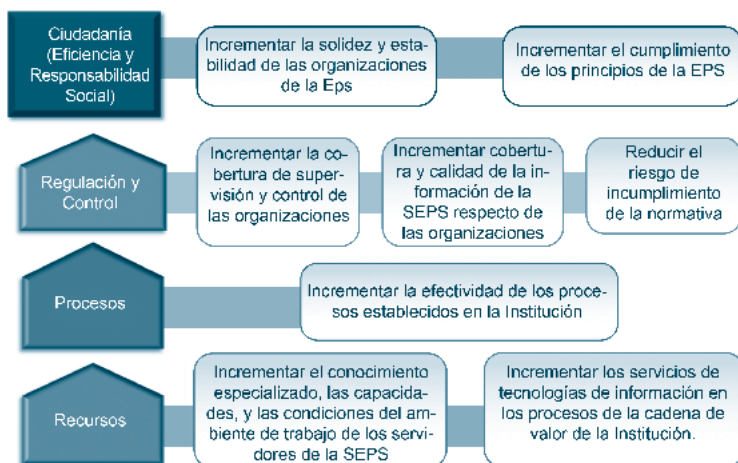 Ciudadanía
(Eficiencia y
Responsabilidad
Social)
Incrementar la solidez y esta-
bilidad de las organizaciones
de la Eps
Incrementar el cumplimiento
de los principios de la EPS
Regulación y
Control
Incrementar la co-
bertura de super-
visión y control de
las organizaciones
Incrementar cobertu-
ra y calidad de la in-
formación de la
SEPS respecto de
las organizaciones
Reducir el
riesgo de
incumplimiento
de la normativa
Procesos
Incrementar la efectividad de los proce-
sos establecidos en la Institución
Recursos
Incrementar el conocimiento
especializado, las capacida-
des, y las condiciones del am-
biente de trabajo de los servi-
dores de la SEPS
Incrementar los servicios de
tecnologías de información en
los procesos de la cadena de
valor de la Institución.